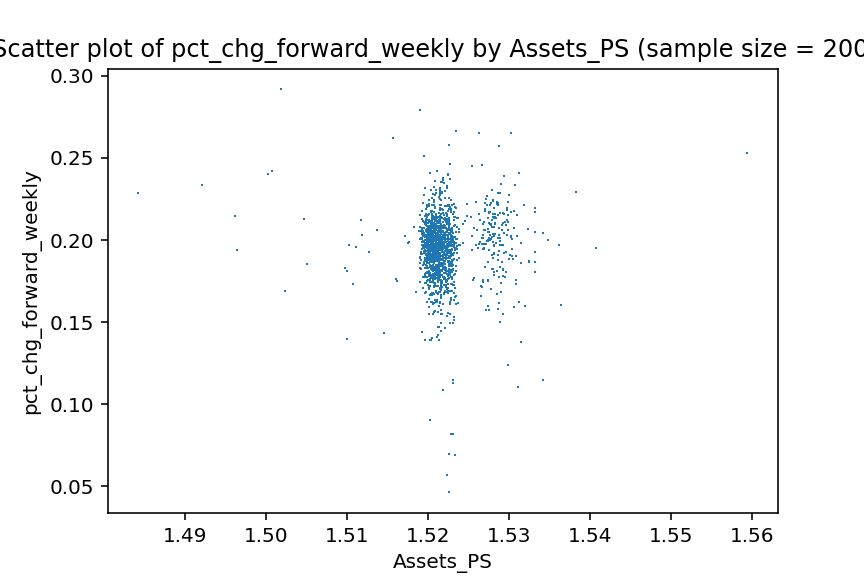 Scatter plot of pct_chg_forward_weekly by Assets_PS (sample size = 200
0.30
0.25
0.20
0.15
0.10
0.05
pct_chg_forward_weekly
1.49 1.50 1.51 1.52 1.53 1.54 1.55 1.56
Assets_PS